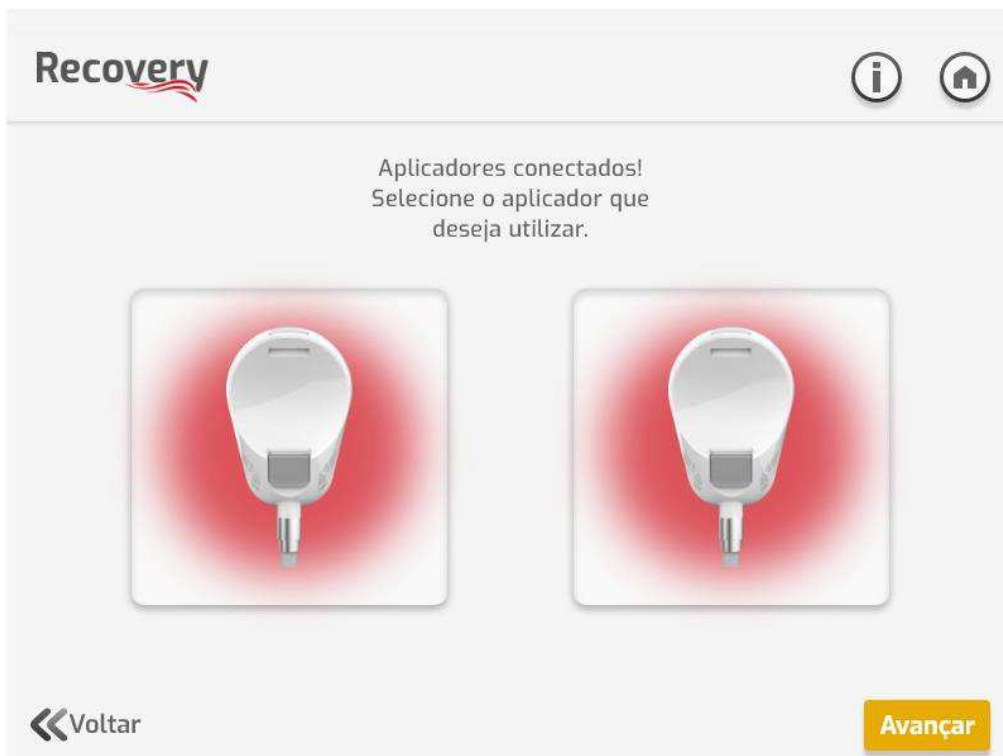 Recovery
Aplicadores conectados!
Selecione o aplicador que
deseja utilizar.
Voltar
Avançar